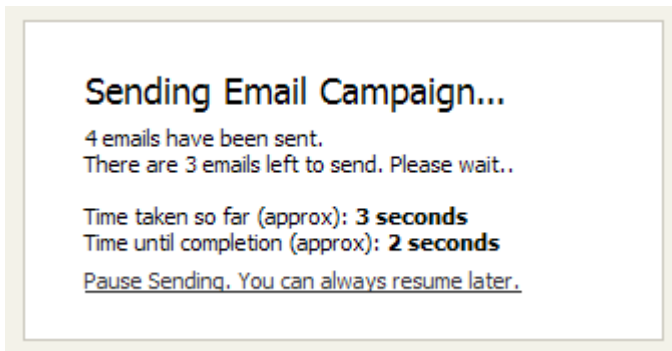 Sending Email Campaign...
4 emails have been sent.
There are 3 emails left to send. Please wait..
Time taken so far (approx): 3 seconds
Time until completion (approx): 2 seconds
Pause Sending. You can always resume later.